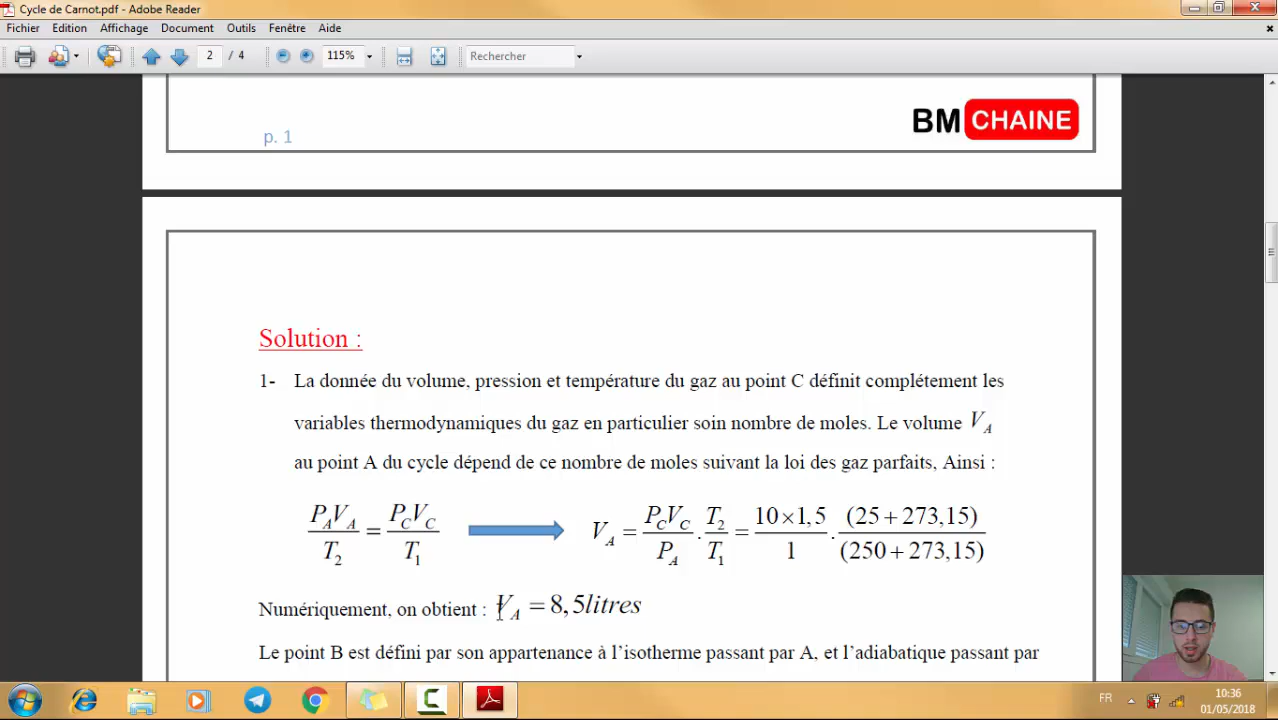 Cycle de Carnot.pdf - Adobe Reader
Fichier Edition Affichage Document Outils Fenêtre Aide
2 / 4 115% Rechercher
p. 1
BM CHAINE
Solution :
1- La donnée du volume, pression et température du gaz au point C définit complétement les
variables thermodynamiques du gaz en particulier soin nombre de moles. Le volume V_A
au point A du cycle dépend de ce nombre de moles suivant la loi des gaz parfaits, Ainsi :
P_A V_A / T_2 = P_C V_C / T_1 V_A = P_C V_C / P_A . T_2 / T_1 = 10×1,5 / 1 . (25+273,15) / (250+273,15)
Numériquement, on obtient : V_A = 8,5litres
Le point B est défini par son appartenance à l'isotherme passant par A, et l'adiabatique passant par
FR 10:36
01/05/2018